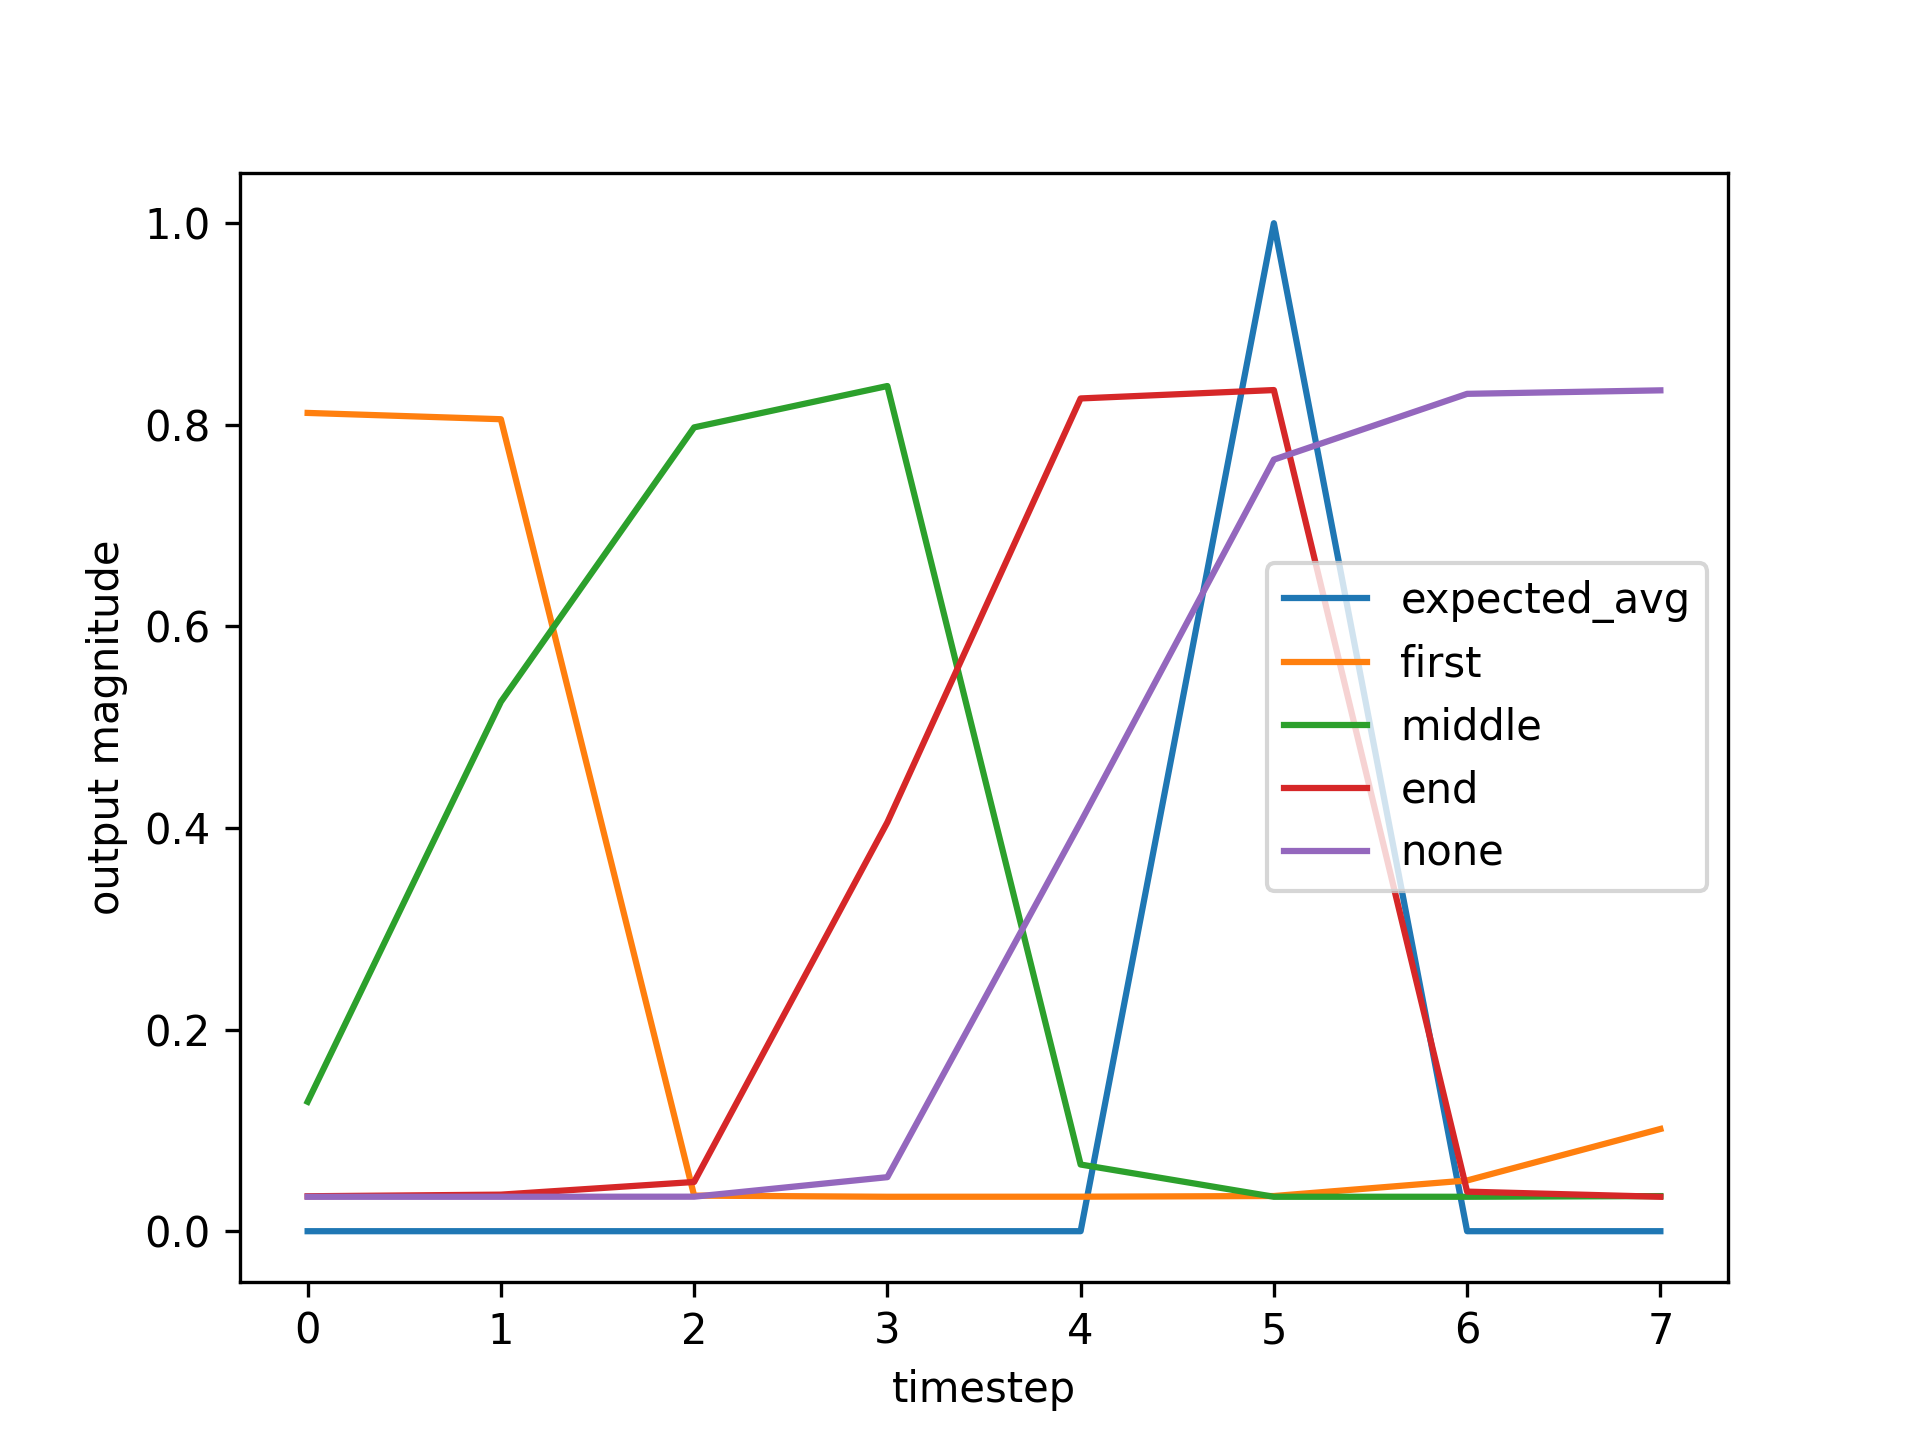 1.0
0.8
0.6
0.4
0.2
0.0
output magnitude
expected_avg
first
middle
end
none
0 1 2 3 4 5 6 7
timestep